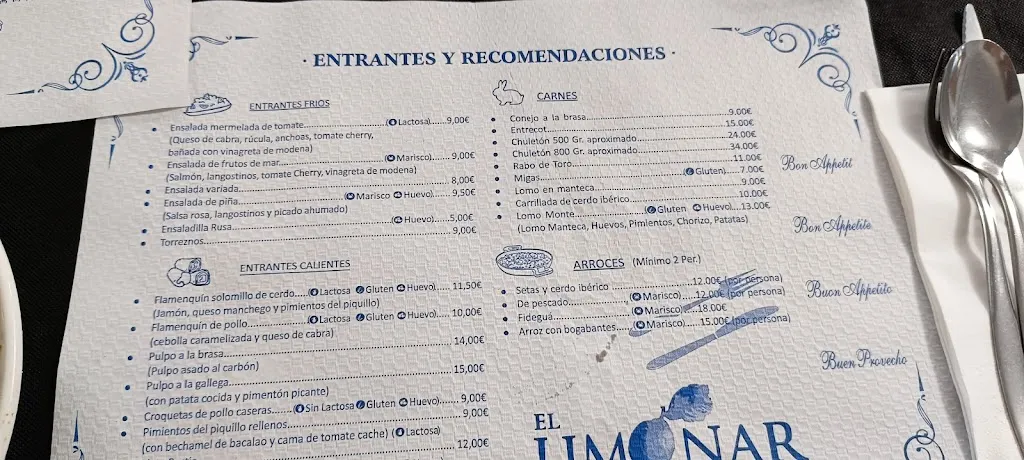 · ENTRANTES Y RECOMENDACIONES ·
ENTRANTES FRIOS
Ensalada mermelada de tomate (Lactosa) 9,00€
(Queso de cabra, rúcula, anchoas, tomate cherry,
bañada con vinagreta de modena)
Ensalada de frutos de mar (Marisco) 9,00€
(Salmón, langostinos, tomate Cherry, vinagreta de modena)
Ensalada variada 8,00€
Ensalada de piña (Marisco Huevo) 9,50€
(Salsa rosa, langostinos y picado ahumado)
Ensaladilla Rusa (Huevo) 5,00€
Torreznos 9,00€
ENTRANTES CALIENTES
Flamenquín solomillo de cerdo (Lactosa Gluten Huevo) 11,50€
(Jamón, queso manchego y pimientos del piquillo)
Flamenquín de pollo (Lactosa Gluten Huevo) 10,00€
(cebolla caramelizada y queso de cabra)
Pulpo a la brasa 14,00€
(Pulpo asado al carbón)
Pulpo a la gallega 15,00€
(con patata cocida y pimentón picante)
Croquetas de pollo caseras (Sin Lactosa Gluten Huevo) 9,00€
Pimientos del piquillo rellenos 9,00€
(con bechamel de bacalao y cama de tomate cache) (Lactosa)
12,00€
CARNES
Conejo a la brasa 9.00€
Entrecot 15.00€
Chuletón 500 Gr. aproximado 24.00€
Chuletón 800 Gr. aproximado 34.00€
Rabo de Toro 11.00€
Migas (Gluten) 7.00€
Lomo en manteca 9.00€
Carrillada de cerdo ibérico 10.00€
Lomo Monte (Gluten Huevo) 13.00€
(Lomo Manteca, Huevos, Pimientos, Chorizo, Patatas)
ARROCES (Mínimo 2 Per.)
Setas y cerdo ibérico 12.00€ (por persona)
De pescado (Marisco) 12,00€ (por persona)
Fideguá (Marisco) 18.00€
Arroz con bogabantes (Marisco) 15.00€ (por persona)
Bon Appetit
Bon Appetite
Buon Appetito
Buen Provecho
EL
LIMONAR